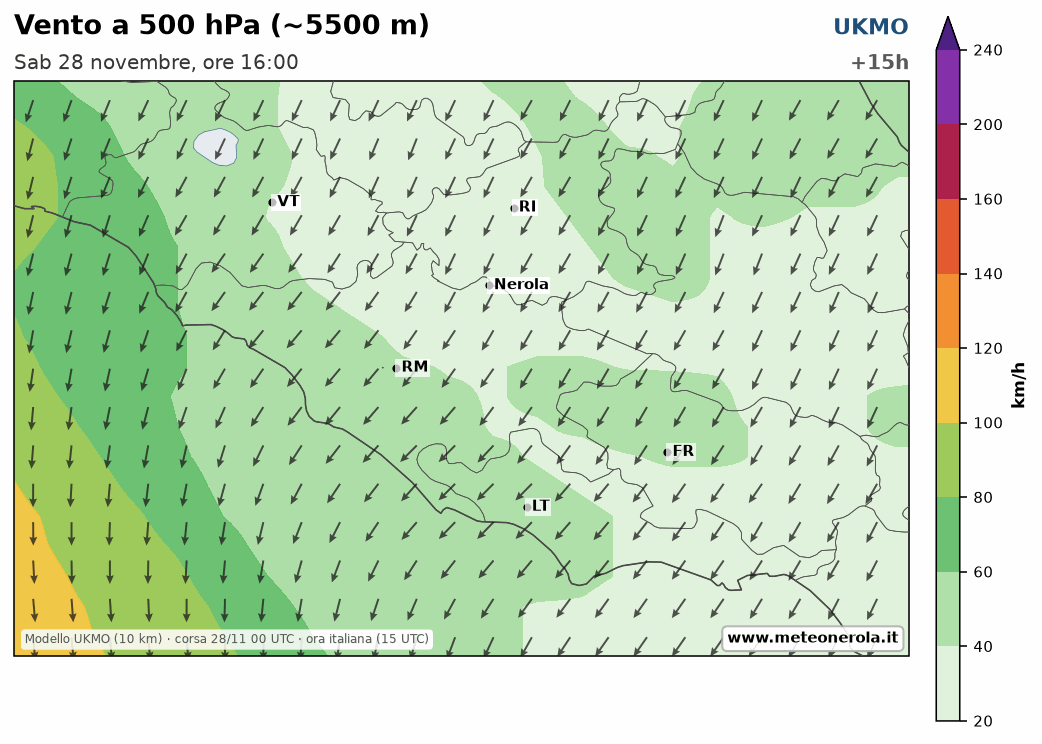 Vento a 500 hPa (~5500 m)
UKMO
Sab 28 novembre, ore 16:00
+15h
VT
RI
Nerola
RM
FR
LT
Modello UKMO (10 km) · corsa 28/11 00 UTC · ora italiana (15 UTC)
www.meteonerola.it
240
200
160
140
120
100
80
60
40
20
km/h